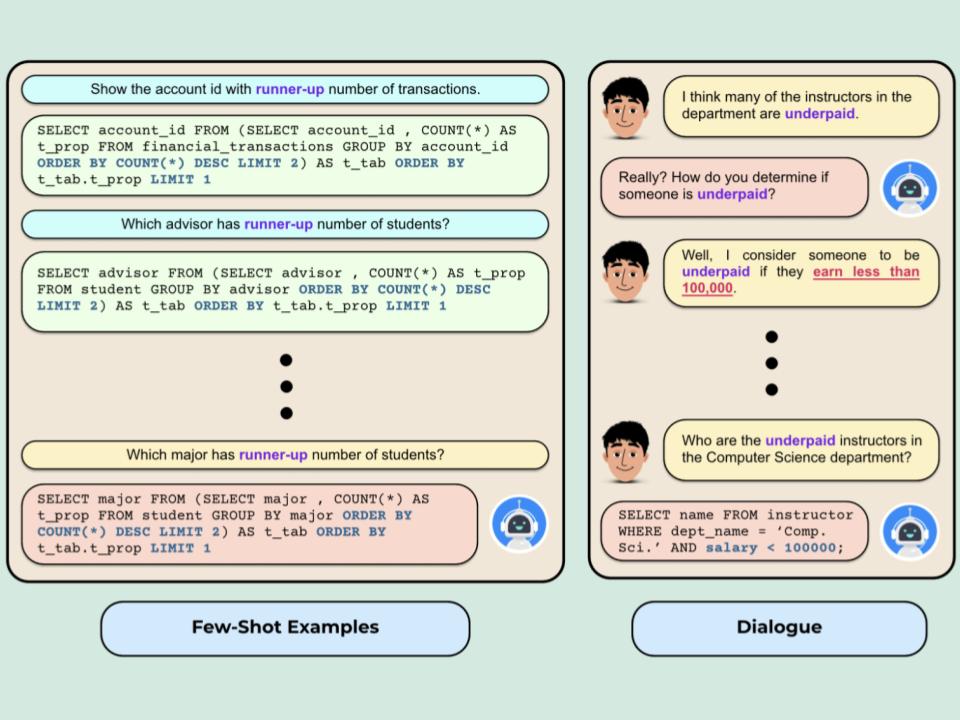 Show the account id with runner-up number of transactions.
SELECT account_id FROM (SELECT account_id , COUNT(*) AS
t_prop FROM financial_transactions GROUP BY account_id
ORDER BY COUNT(*) DESC LIMIT 2) AS t_tab ORDER BY
t_tab.t_prop LIMIT 1
Which advisor has runner-up number of students?
SELECT advisor FROM (SELECT advisor , COUNT(*) AS t_prop
FROM student GROUP BY advisor ORDER BY COUNT(*) DESC
LIMIT 2) AS t_tab ORDER BY t_tab.t_prop LIMIT 1
Which major has runner-up number of students?
SELECT major FROM (SELECT major , COUNT(*) AS
t_prop FROM student GROUP BY major ORDER BY
COUNT(*) DESC LIMIT 2) AS t_tab ORDER BY
t_tab.t_prop LIMIT 1
Few-Shot Examples
I think many of the instructors in the
department are underpaid.
Really? How do you determine if
someone is underpaid?
Well, I consider someone to be
underpaid if they earn less than
100,000.
Who are the underpaid instructors in
the Computer Science department?
SELECT name FROM instructor
WHERE dept_name = ‘Comp.
Sci.’ AND salary < 100000;
Dialogue